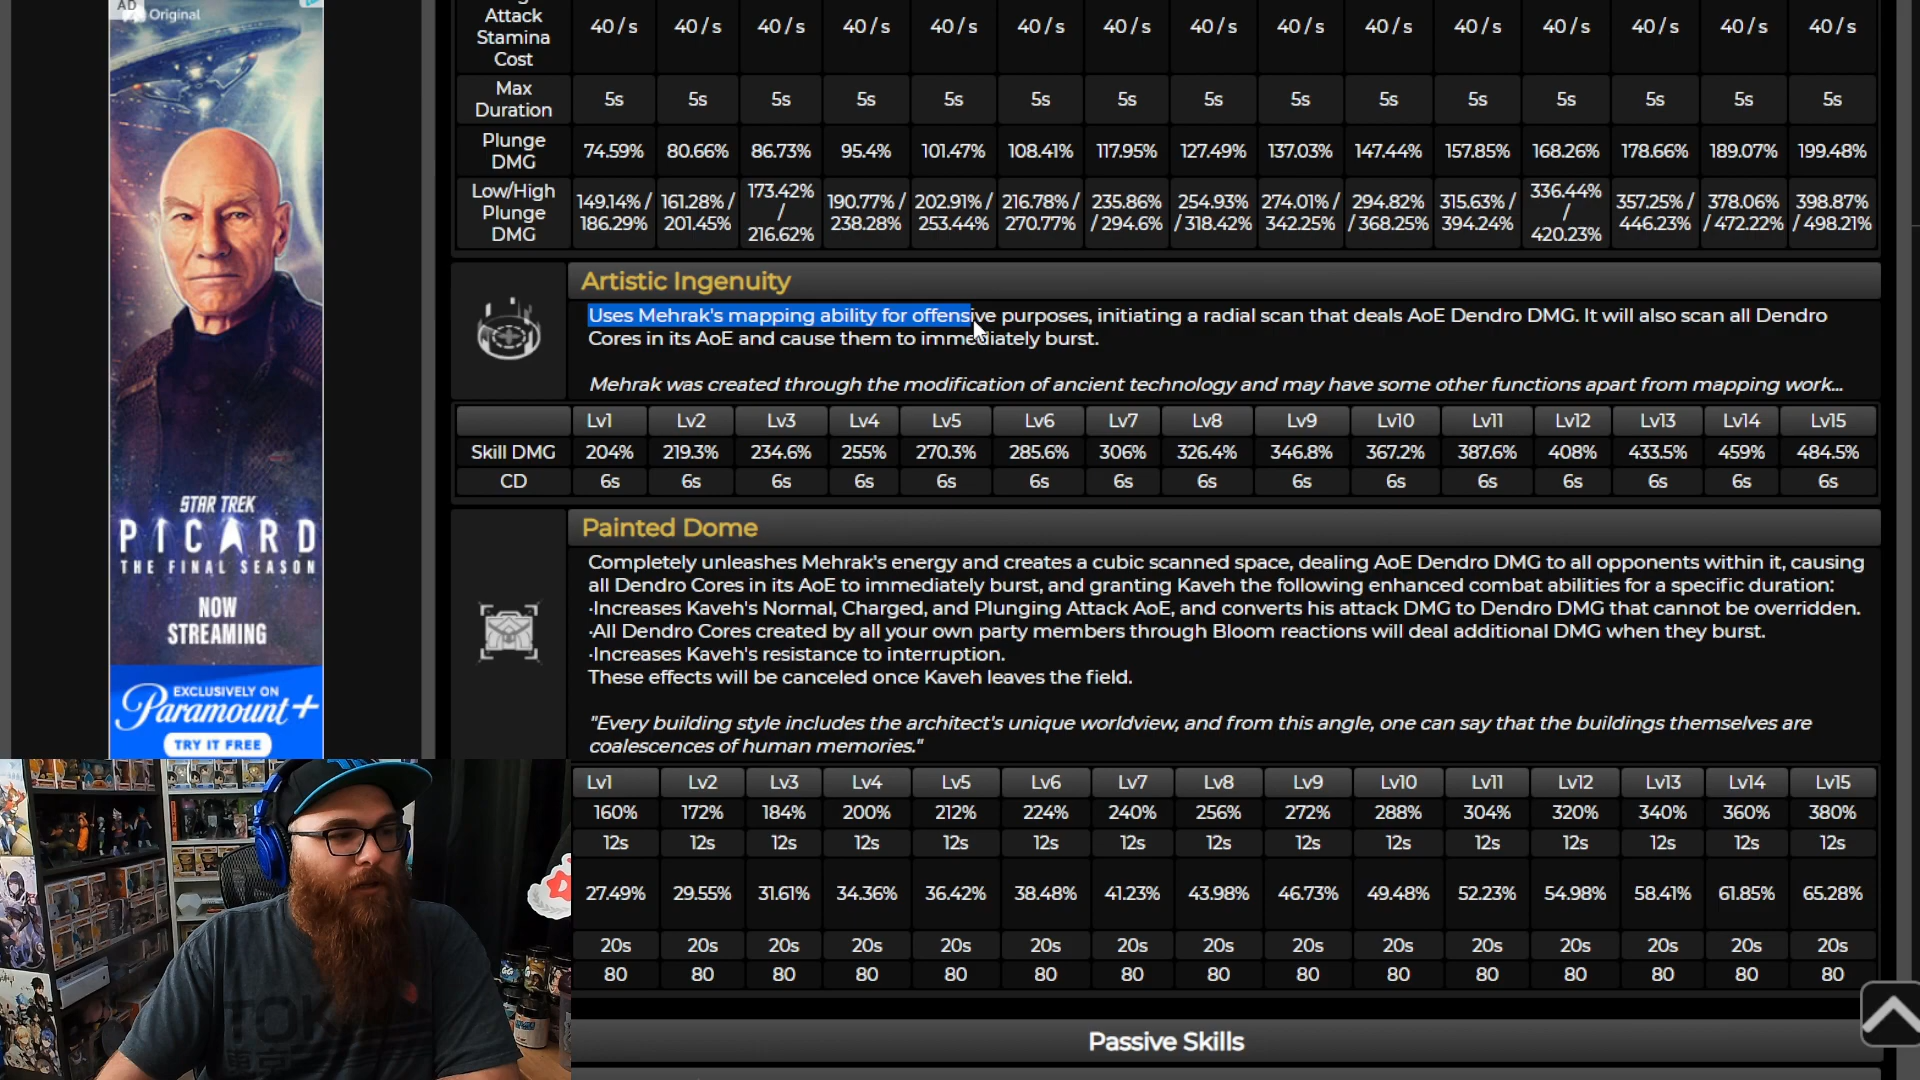 AD
Original
STAR TREK
PICARD
THE FINAL SEASON
NOW
STREAMING
EXCLUSIVELY ON
Paramount+
TRY IT FREE
Attack
Stamina
Cost
40 / s 40 / s 40 / s 40 / s 40 / s 40 / s 40 / s 40 / s 40 / s 40 / s 40 / s 40 / s 40 / s 40 / s 40 / s
Max
Duration
5s 5s 5s 5s 5s 5s 5s 5s 5s 5s 5s 5s 5s 5s 5s
Plunge
DMG
74.59% 80.66% 86.73% 95.4% 101.47% 108.41% 117.95% 127.49% 137.03% 147.44% 157.85% 168.26% 178.66% 189.07% 199.48%
Low/High
Plunge
DMG
149.14% /
186.29%
161.28% /
201.45%
173.42%
/
216.62%
190.77% /
238.28%
202.91% /
253.44%
216.78% /
270.77%
235.86%
/ 294.6%
254.93%
/ 318.42%
274.01% /
342.25%
294.82%
/ 368.25%
315.63% /
394.24%
336.44%
/
420.23%
357.25% /
446.23%
378.06%
/ 472.22%
398.87%
/ 498.21%
Artistic Ingenuity
Uses Mehrak's mapping ability for offensive purposes, initiating a radial scan that deals AoE Dendro DMG. It will also scan all Dendro
Cores in its AoE and cause them to immediately burst.
Mehrak was created through the modification of ancient technology and may have some other functions apart from mapping work...
Lv1 Lv2 Lv3 Lv4 Lv5 Lv6 Lv7 Lv8 Lv9 Lv10 Lv11 Lv12 Lv13 Lv14 Lv15
Skill DMG 204% 219.3% 234.6% 255% 270.3% 285.6% 306% 326.4% 346.8% 367.2% 387.6% 408% 433.5% 459% 484.5%
CD 6s 6s 6s 6s 6s 6s 6s 6s 6s 6s 6s 6s 6s 6s 6s
Painted Dome
Completely unleashes Mehrak's energy and creates a cubic scanned space, dealing AoE Dendro DMG to all opponents within it, causing
all Dendro Cores in its AoE to immediately burst, and granting Kaveh the following enhanced combat abilities for a specific duration:
·Increases Kaveh's Normal, Charged, and Plunging Attack AoE, and converts his attack DMG to Dendro DMG that cannot be overridden.
·All Dendro Cores created by all your own party members through Bloom reactions will deal additional DMG when they burst.
·Increases Kaveh's resistance to interruption.
These effects will be canceled once Kaveh leaves the field.
"Every building style includes the architect's unique worldview, and from this angle, one can say that the buildings themselves are
coalescences of human memories."
Lv1 Lv2 Lv3 Lv4 Lv5 Lv6 Lv7 Lv8 Lv9 Lv10 Lv11 Lv12 Lv13 Lv14 Lv15
160% 172% 184% 200% 212% 224% 240% 256% 272% 288% 304% 320% 340% 360% 380%
12s 12s 12s 12s 12s 12s 12s 12s 12s 12s 12s 12s 12s 12s 12s
27.49% 29.55% 31.61% 34.36% 36.42% 38.48% 41.23% 43.98% 46.73% 49.48% 52.23% 54.98% 58.41% 61.85% 65.28%
20s 20s 20s 20s 20s 20s 20s 20s 20s 20s 20s 20s 20s 20s 20s
80 80 80 80 80 80 80 80 80 80 80 80 80 80 80
Passive Skills